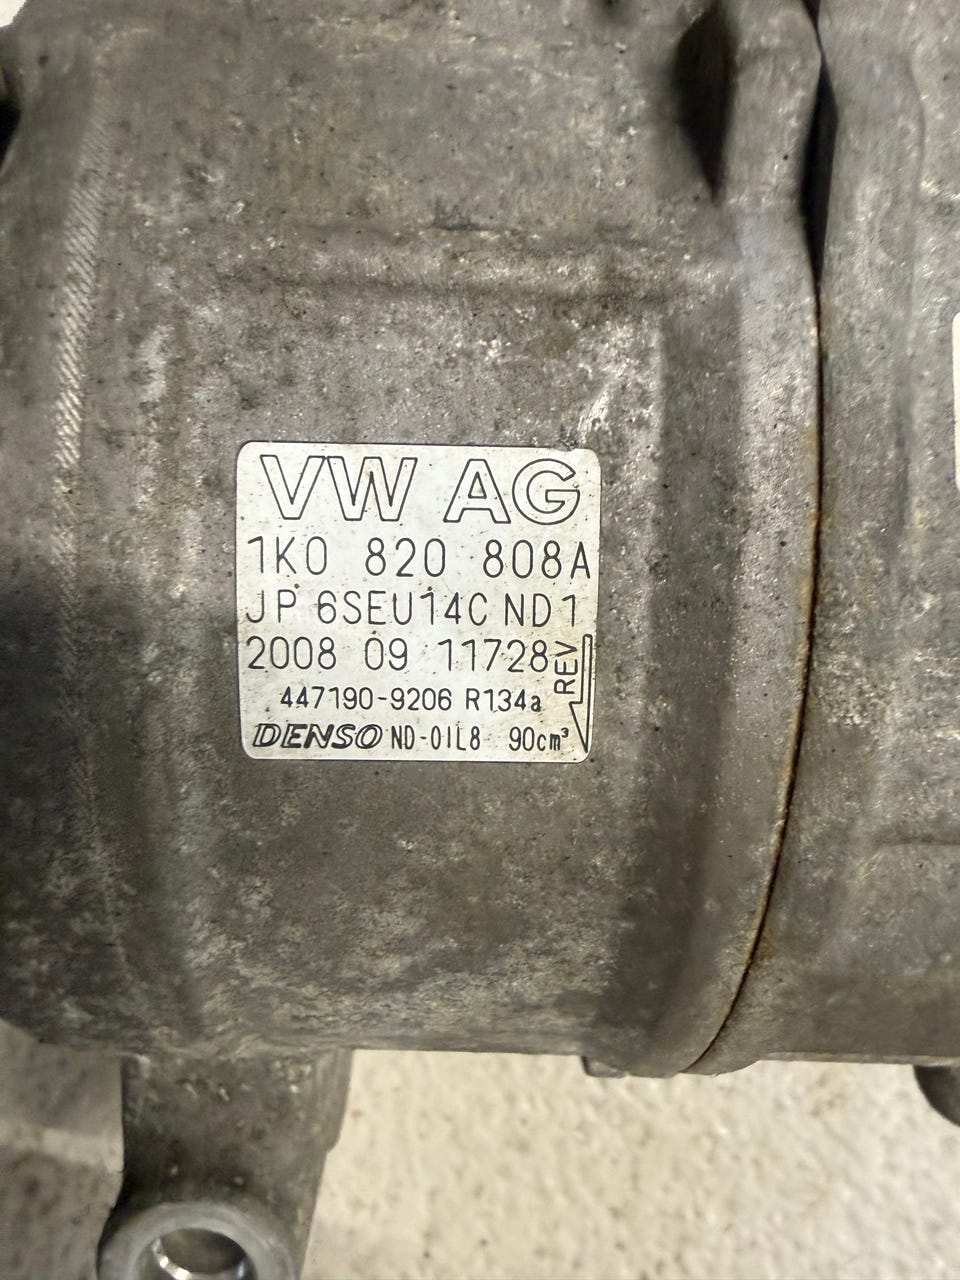 VW AG
1K0 820 808A
JP 6SEU14C ND1
2008 09 11728
REV
447190-9206 R134a
DENSO ND-OIL8 90cm³